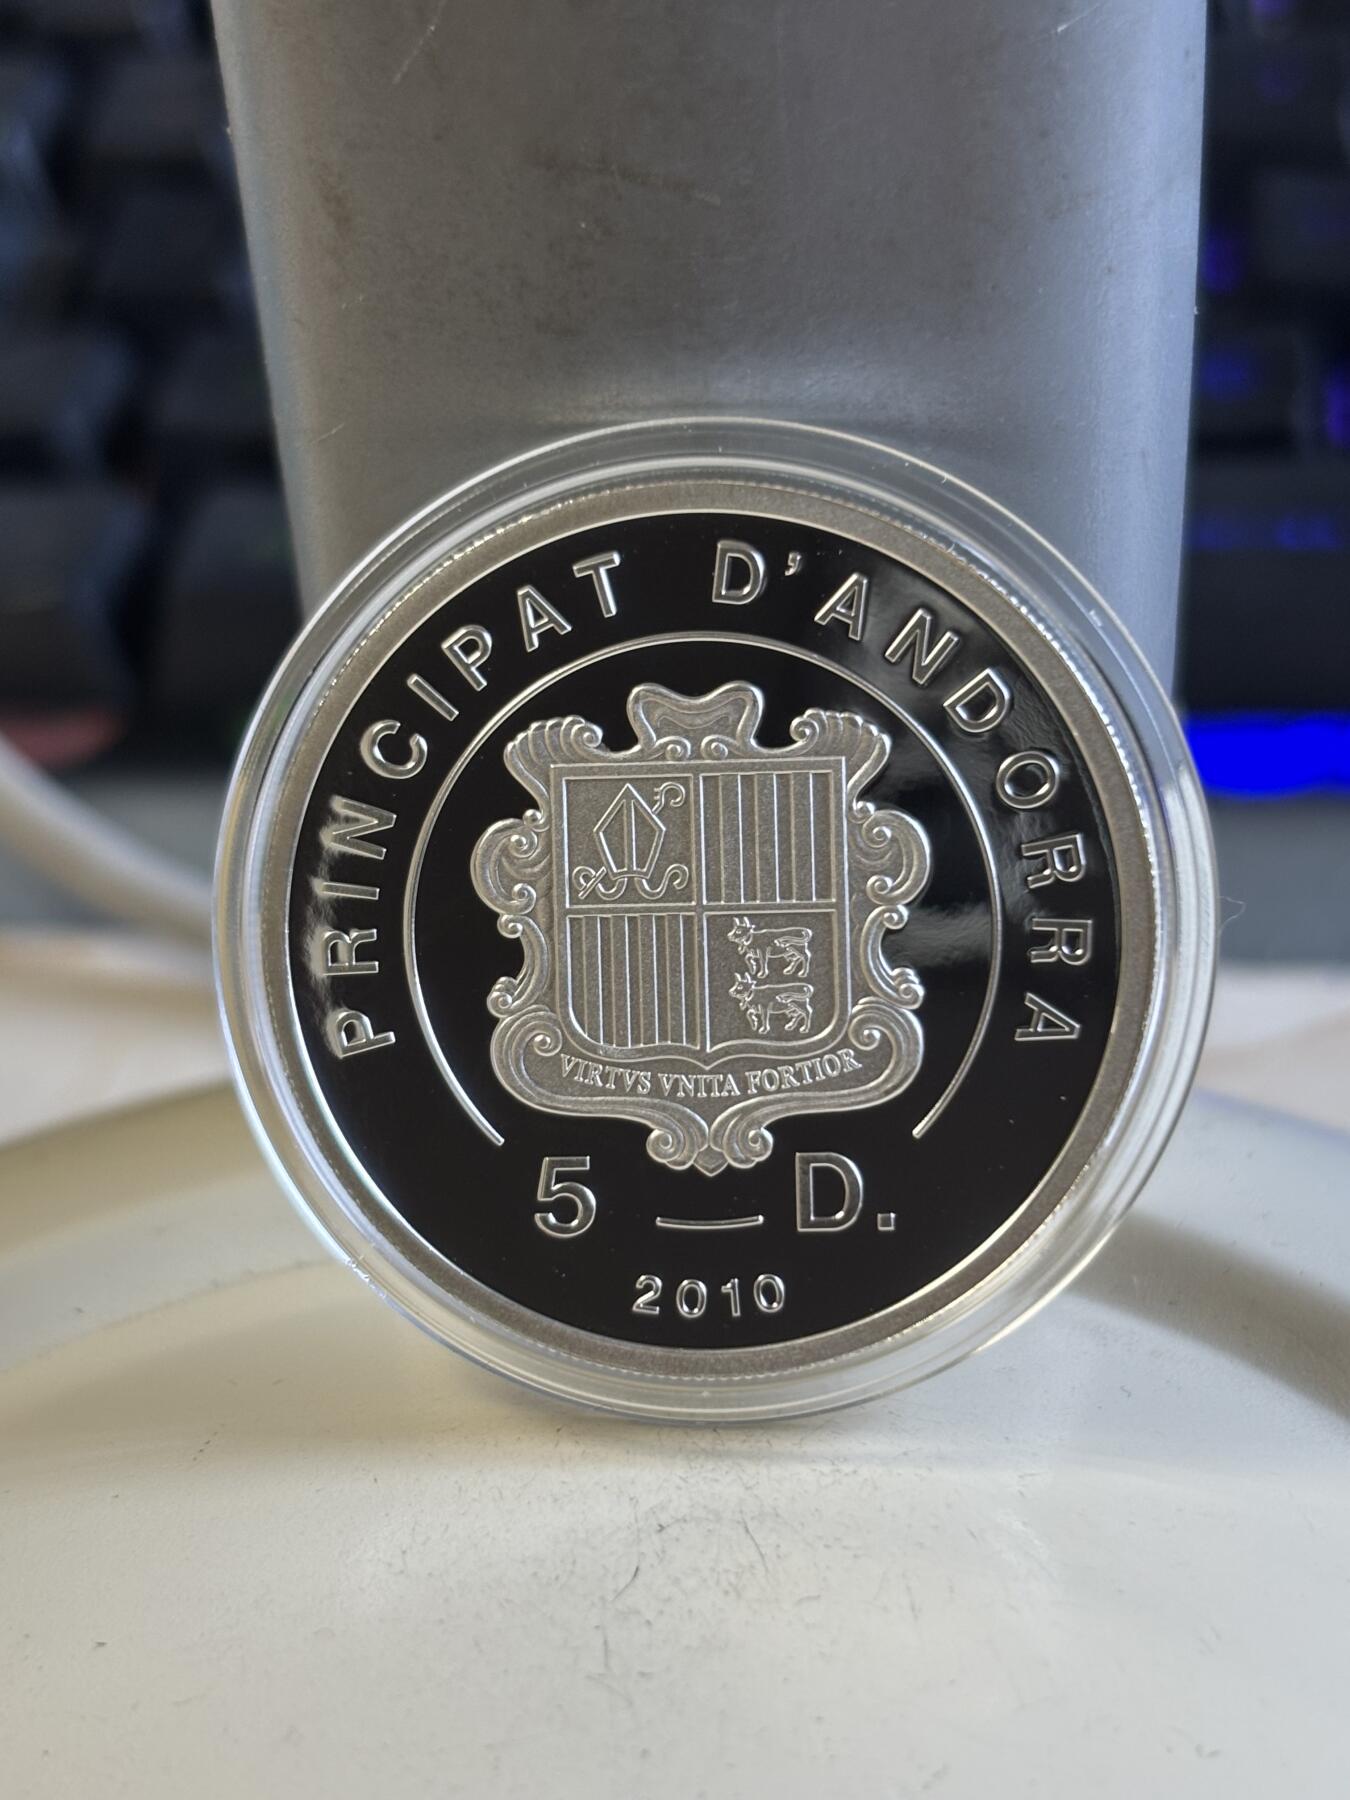 PRINCIPAT D'ANDORRA
VIRTVS VNITA FORTIOR
5 — D.
2010